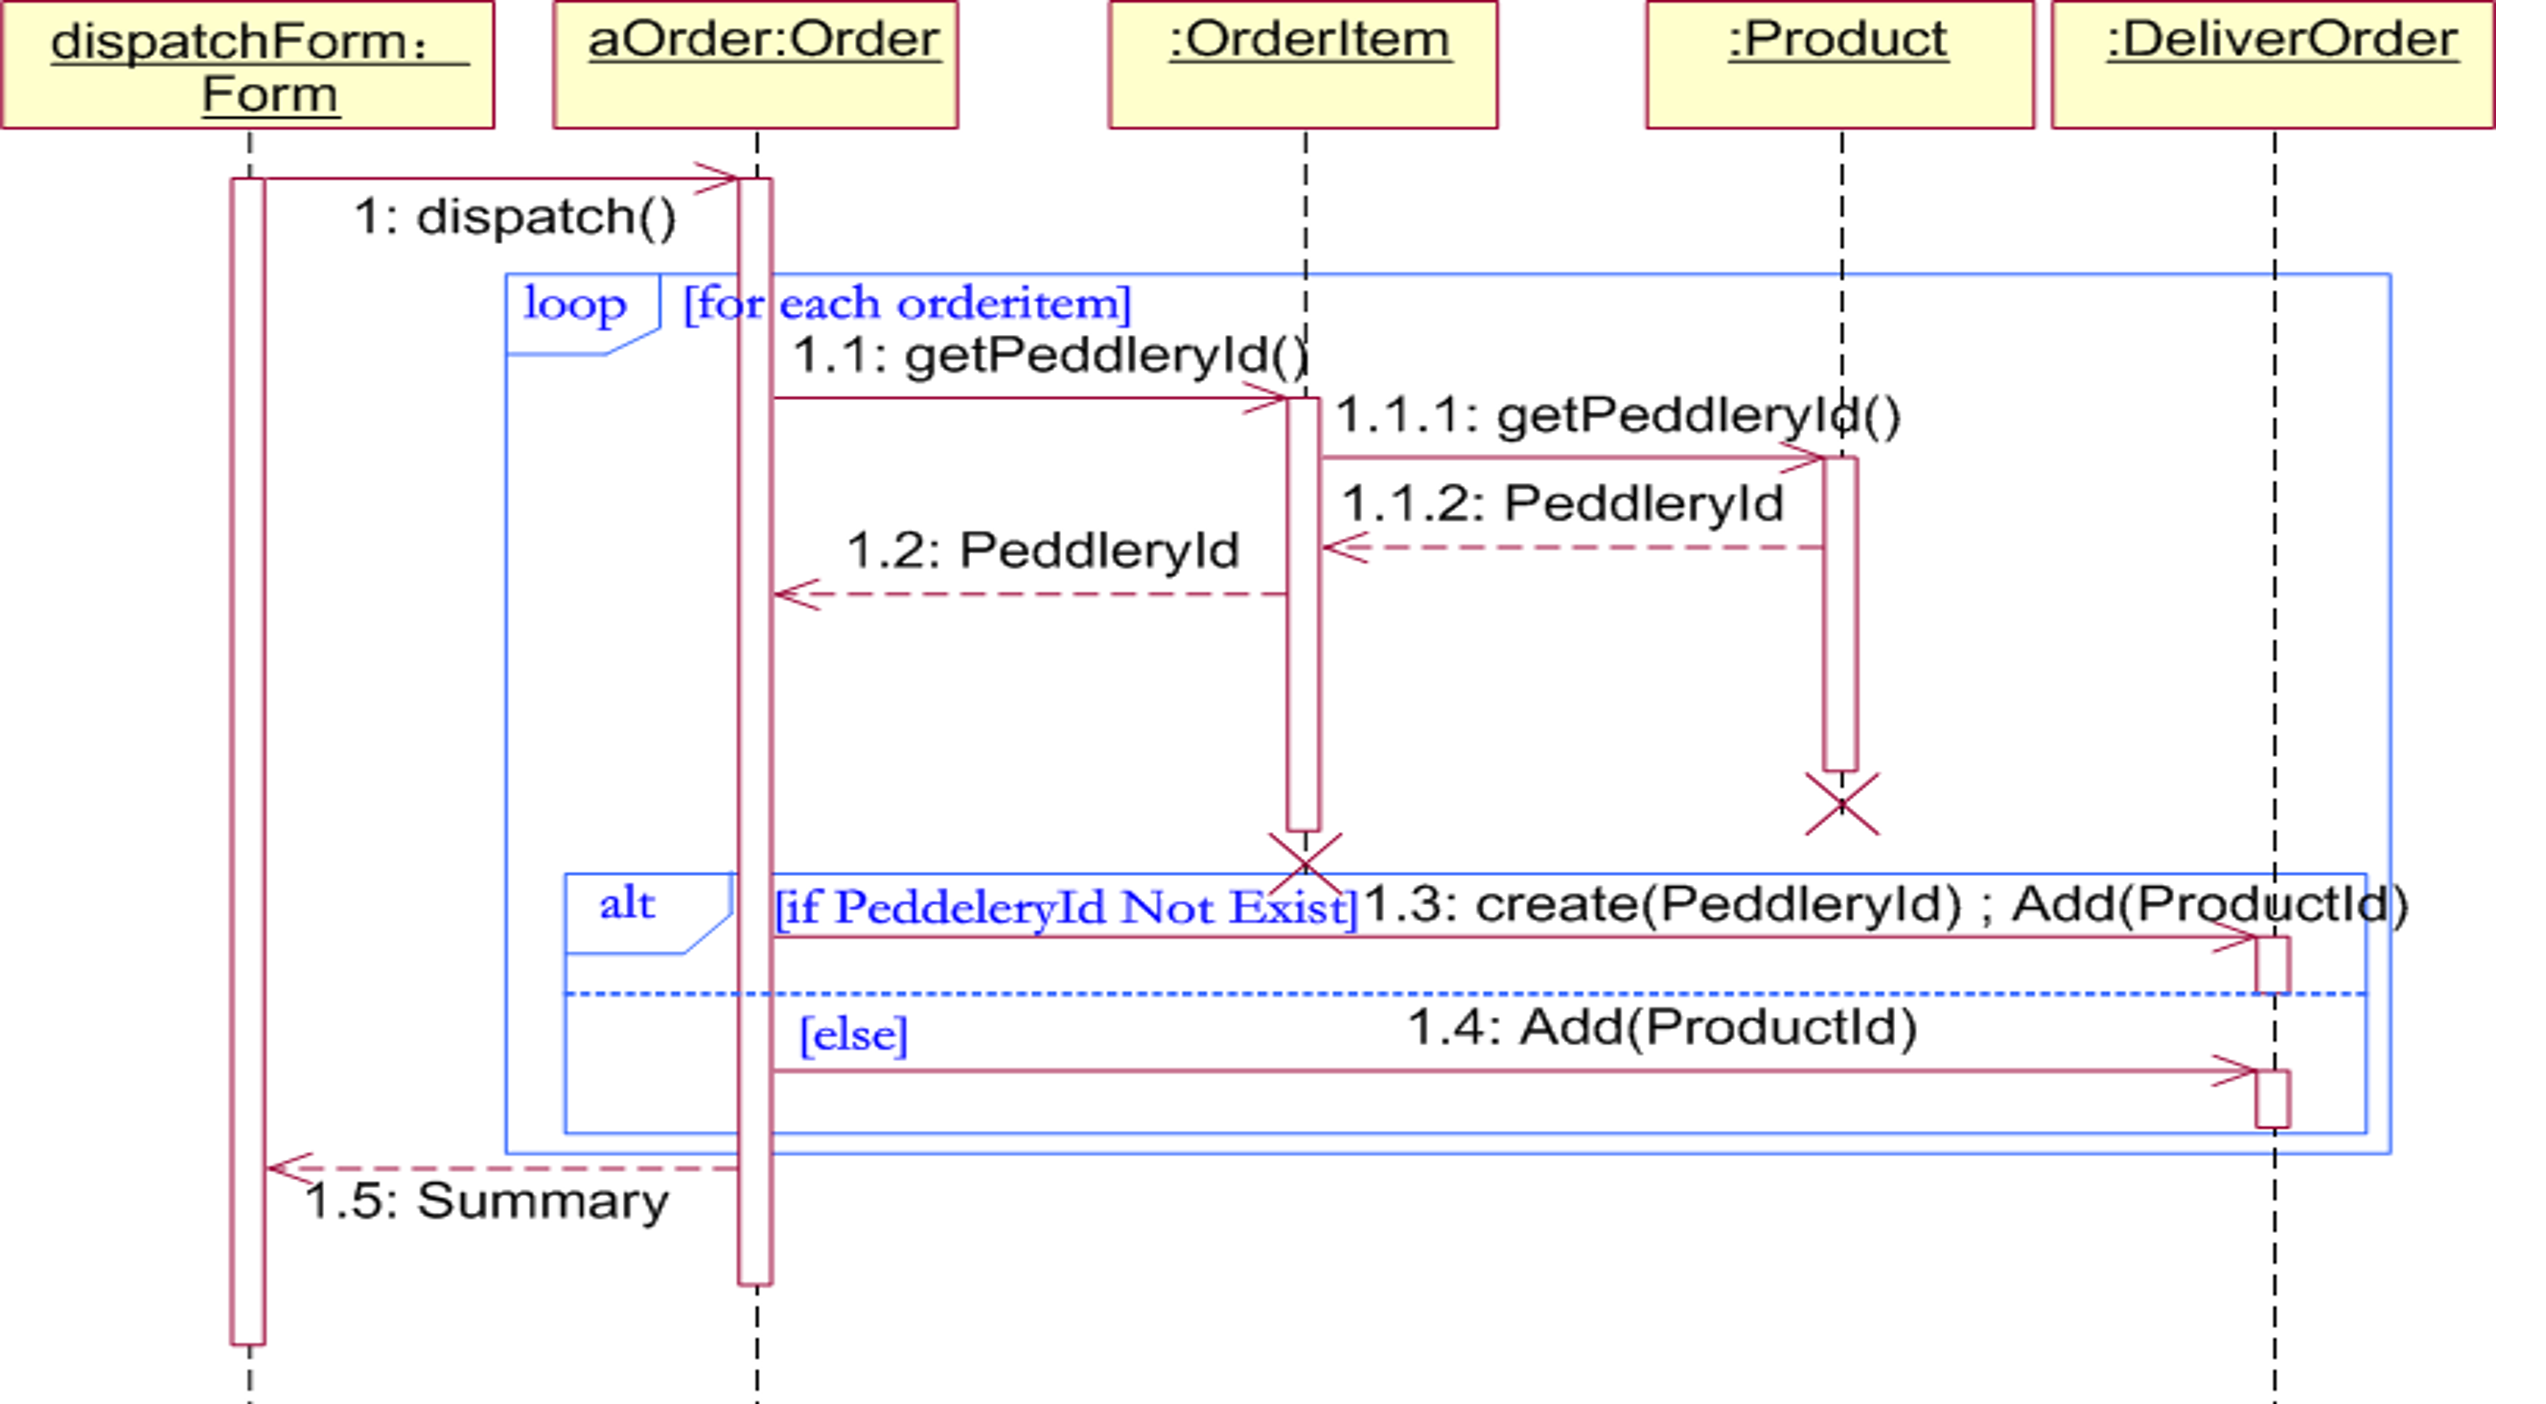 dispatchForm：
Form
aOrder:Order
:OrderItem
:Product
:DeliverOrder
1: dispatch()
loop
[for each orderitem]
1.1: getPeddleryId()
1.1.1: getPeddleryId()
1.1.2: PeddleryId
1.2: PeddleryId
alt
[if PeddeleryId Not Exist]
1.3: create(PeddleryId) ; Add(ProductId)
[else]
1.4: Add(ProductId)
1.5: Summary